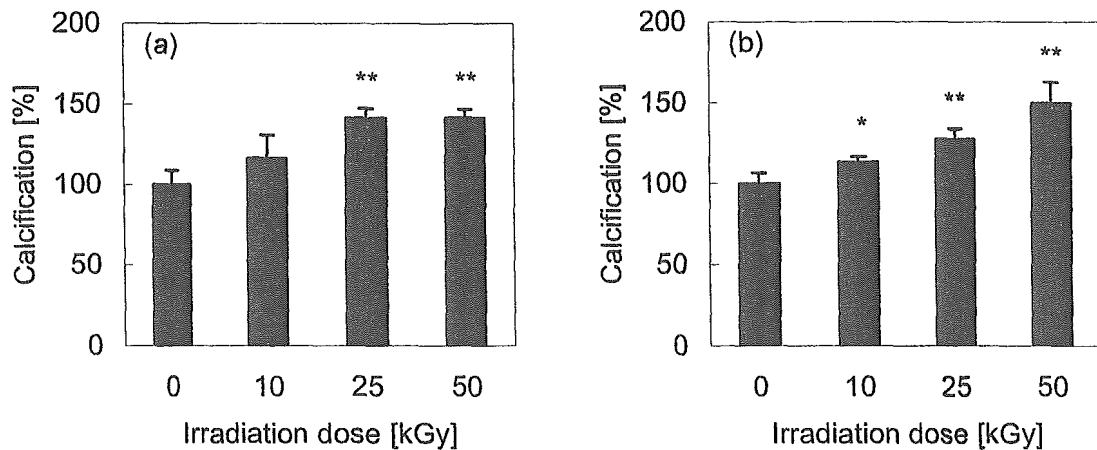 (a)
Calcification [%]
200
150
100
50
0
** **
0 10 25 50
Irradiation dose [kGy]
(b)
Calcification [%]
200
150
100
50
0
* ** **
0 10 25 50
Irradiation dose [kGy]